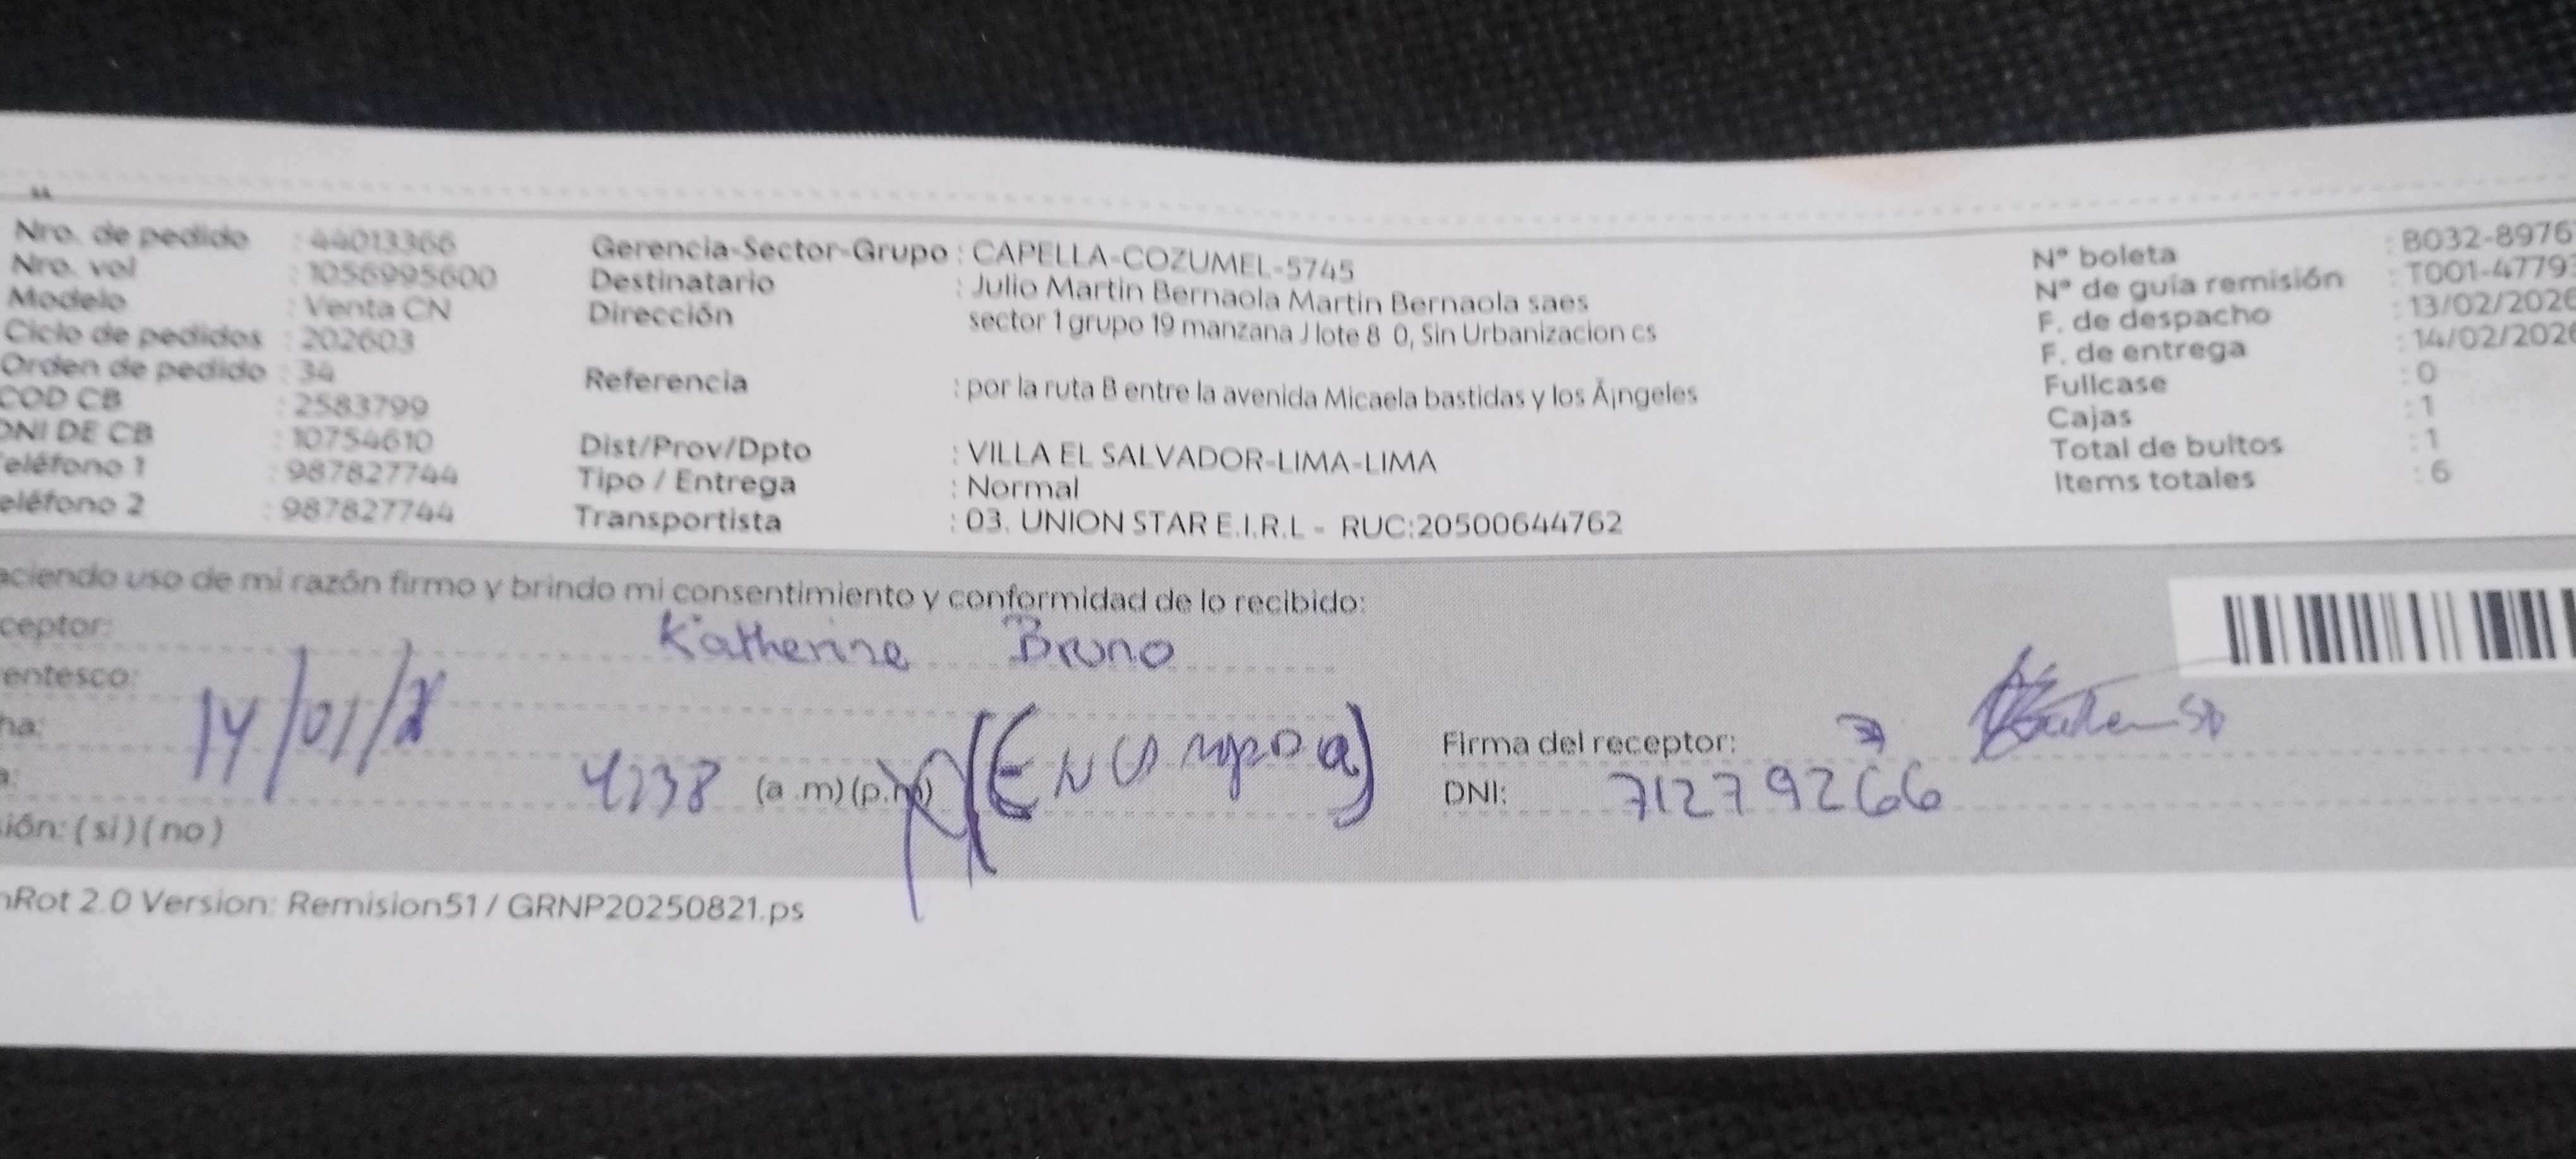 Nro. de pedido : 44013366
Nro. vol : 1056995600
Modelo : Venta CN
Ciclo de pedidos : 202603
Orden de pedido : 34
COD CB : 2583799
DNI DE CB : 10754610
eléfono 1 : 987827744
eléfono 2 : 987827744
Gerencia-Sector-Grupo : CAPELLA-COZUMEL-5745
Destinatario : Julio Martin Bernaola Martin Bernaola saes
Dirección sector 1 grupo 19 manzana J lote 8 0, Sin Urbanizacion cs
Referencia : por la ruta B entre la avenida Micaela bastidas y los Ã¡ngeles
Dist/Prov/Dpto : VILLA EL SALVADOR-LIMA-LIMA
Tipo / Entrega : Normal
Transportista : 03. UNION STAR E.I.R.L - RUC:20500644762
N° boleta : B032-8976
N° de guía remisión : T001-4779
F. de despacho : 13/02/2026
F. de entrega : 14/02/202
Fullcase : 0
Cajas : 1
Total de bultos : 1
Items totales : 6
aciendo uso de mi razón firmo y brindo mi consentimiento y conformidad de lo recibido:
ceptor: Katherine Bruno
entesco:
ha: 14/01/
a: (a .m) (p.m)
Firma del receptor:
DNI: 71279266
ión: ( si ) ( no )
nRot 2.0 Version: Remision51 / GRNP20250821.ps